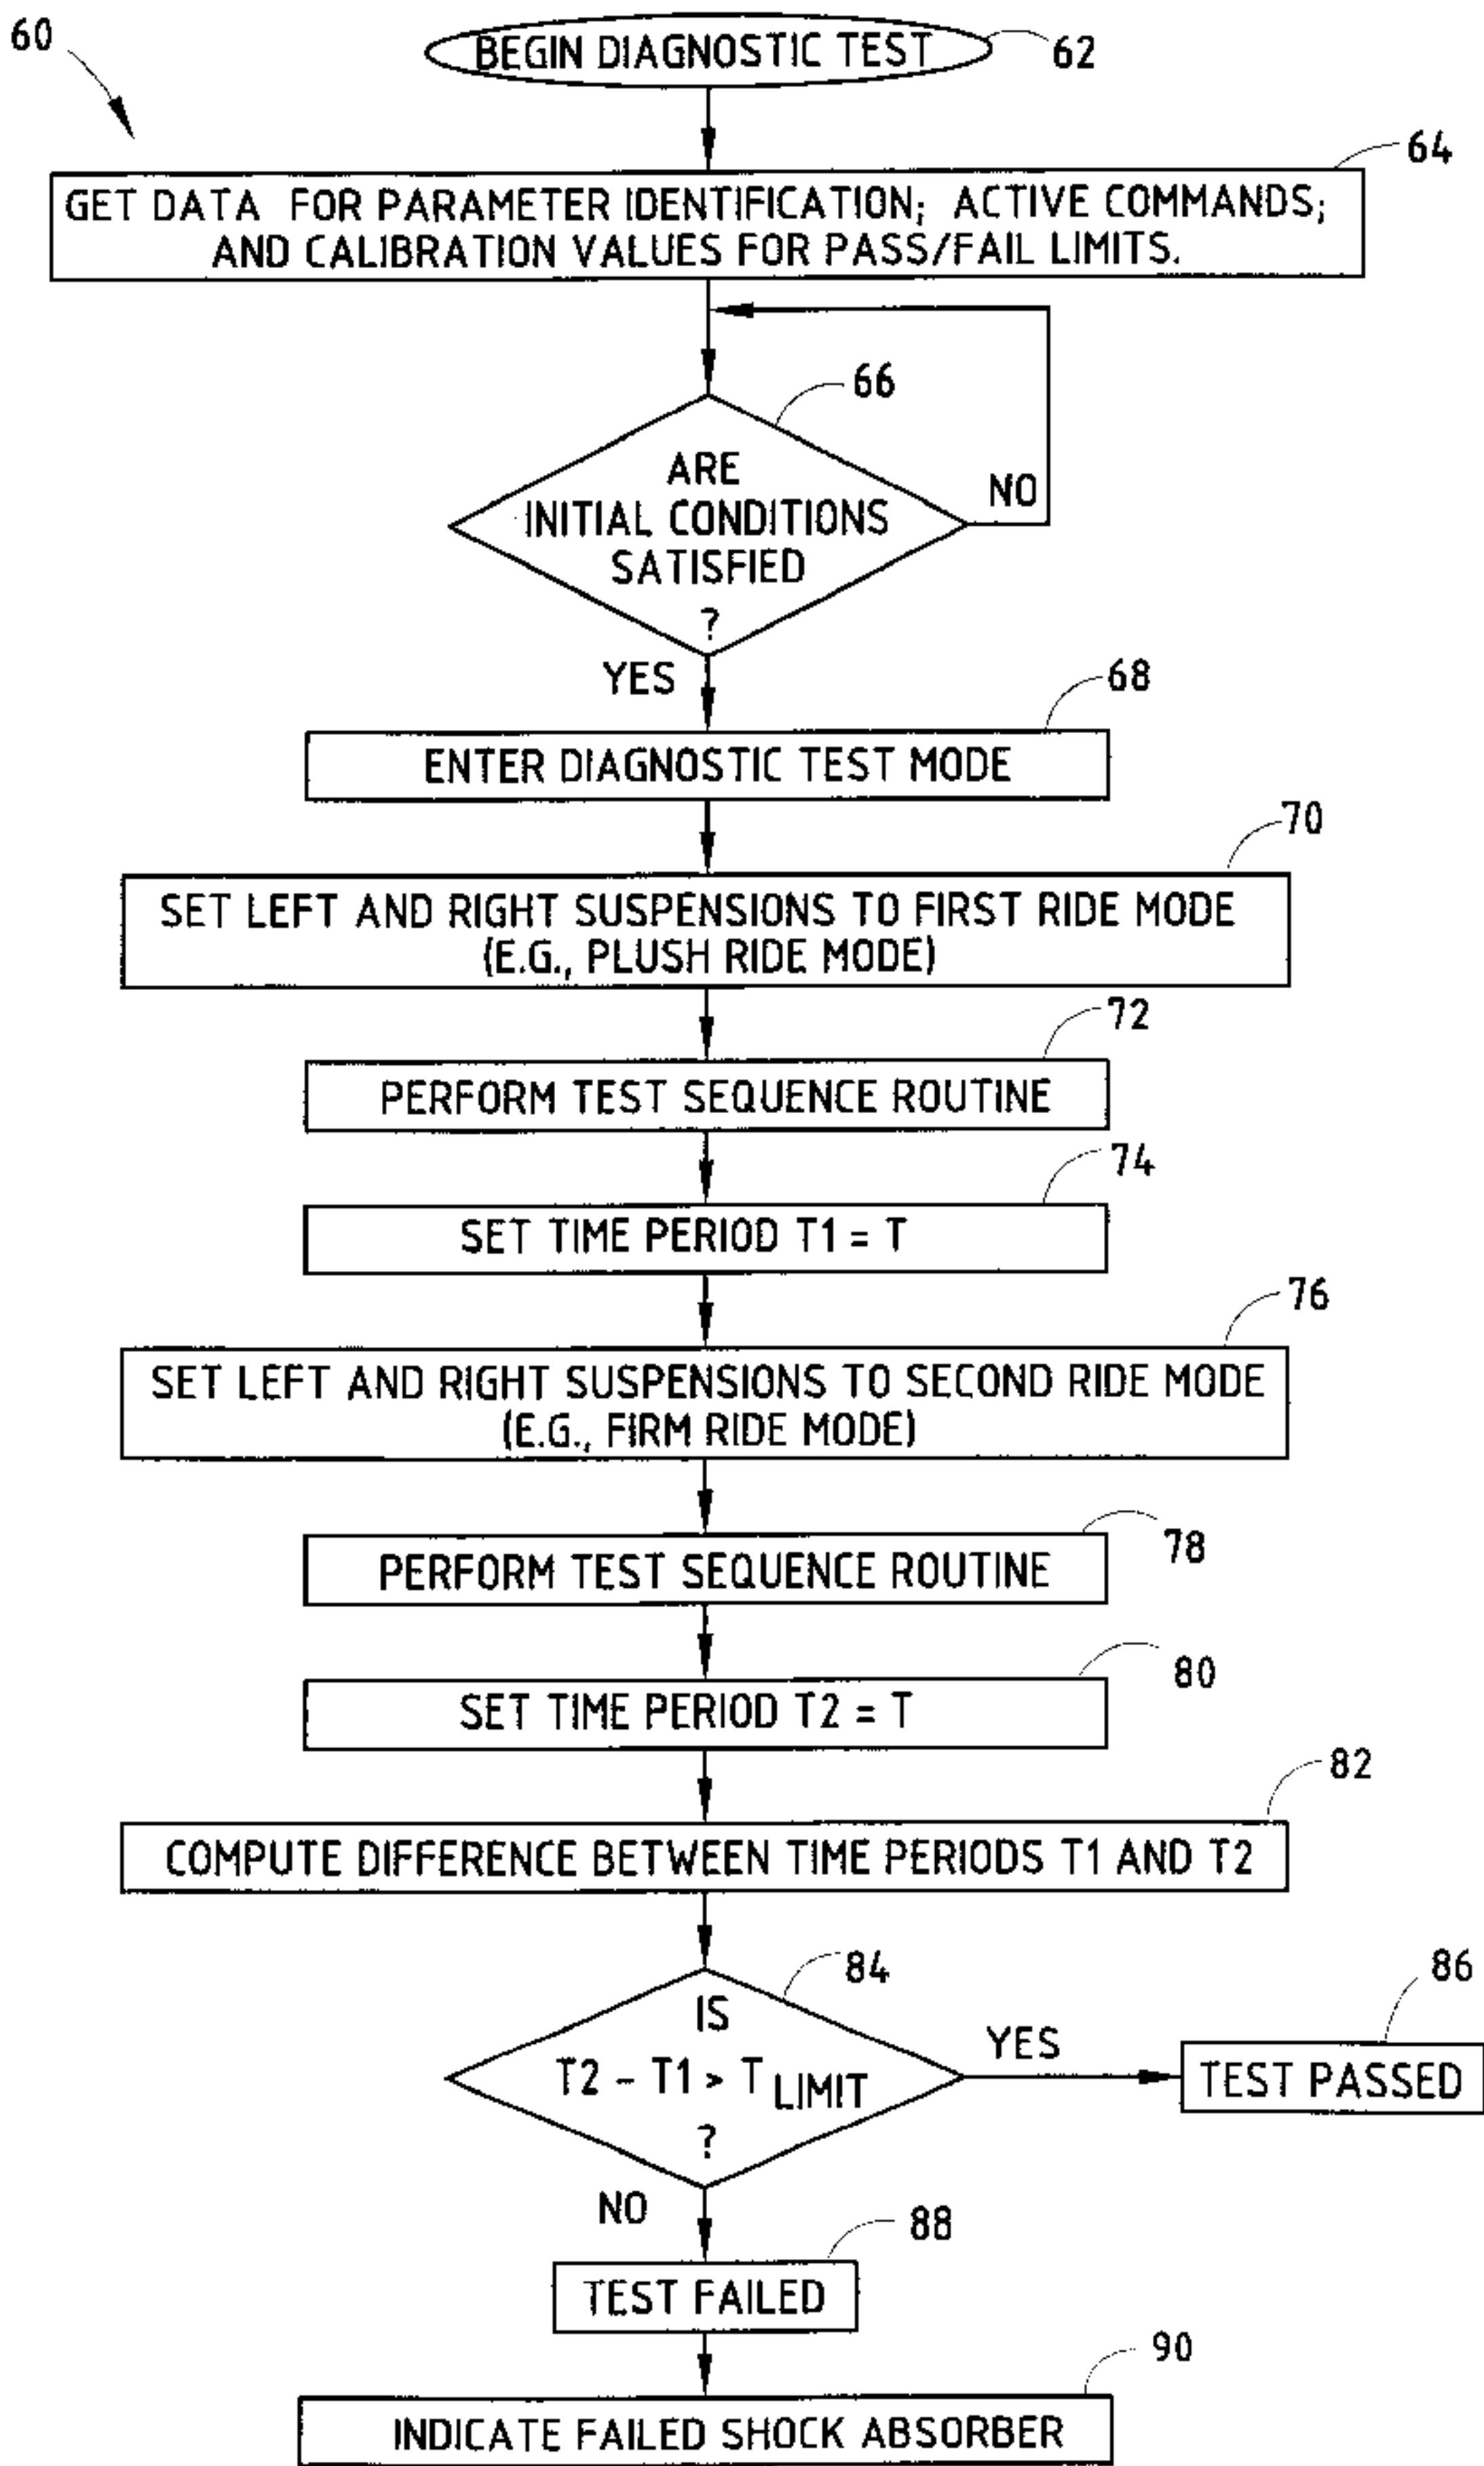 60
BEGIN DIAGNOSTIC TEST
62
64
GET DATA FOR PARAMETER IDENTIFICATION; ACTIVE COMMANDS;
AND CALIBRATION VALUES FOR PASS/FAIL LIMITS.
66
ARE
INITIAL CONDITIONS
SATISFIED
?
NO
YES
68
ENTER DIAGNOSTIC TEST MODE
70
SET LEFT AND RIGHT SUSPENSIONS TO FIRST RIDE MODE
(E.G., PLUSH RIDE MODE)
72
PERFORM TEST SEQUENCE ROUTINE
74
SET TIME PERIOD T1 = T
76
SET LEFT AND RIGHT SUSPENSIONS TO SECOND RIDE MODE
(E.G., FIRM RIDE MODE)
78
PERFORM TEST SEQUENCE ROUTINE
80
SET TIME PERIOD T2 = T
82
COMPUTE DIFFERENCE BETWEEN TIME PERIODS T1 AND T2
84
IS
T2 - T1 > T LIMIT
?
YES
86
TEST PASSED
NO
88
TEST FAILED
90
INDICATE FAILED SHOCK ABSORBER